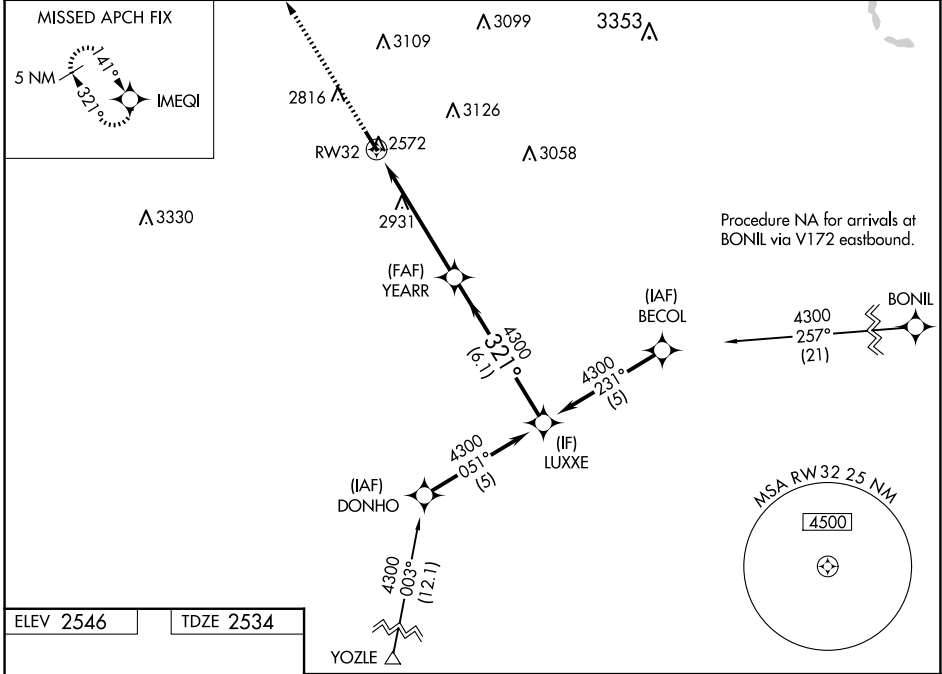 MISSED APCH FIX
5 NM
141°
321°
IMEQI
3109
3099
3353
2816
3126
RW32
2572
3058
3330
2931
Procedure NA for arrivals at
BONIL via V172 eastbound.
(FAF)
YEARR
(IAF)
BECOL
BONIL
4300
257°
(21)
4300
321°
(6.1)
4300
231°
(5)
(IF)
LUXXE
4300
051°
(5)
(IAF)
DONHO
MSA RW32 25 NM
4500
4300
003°
(12.1)
ELEV 2546
TDZE 2534
YOZLE